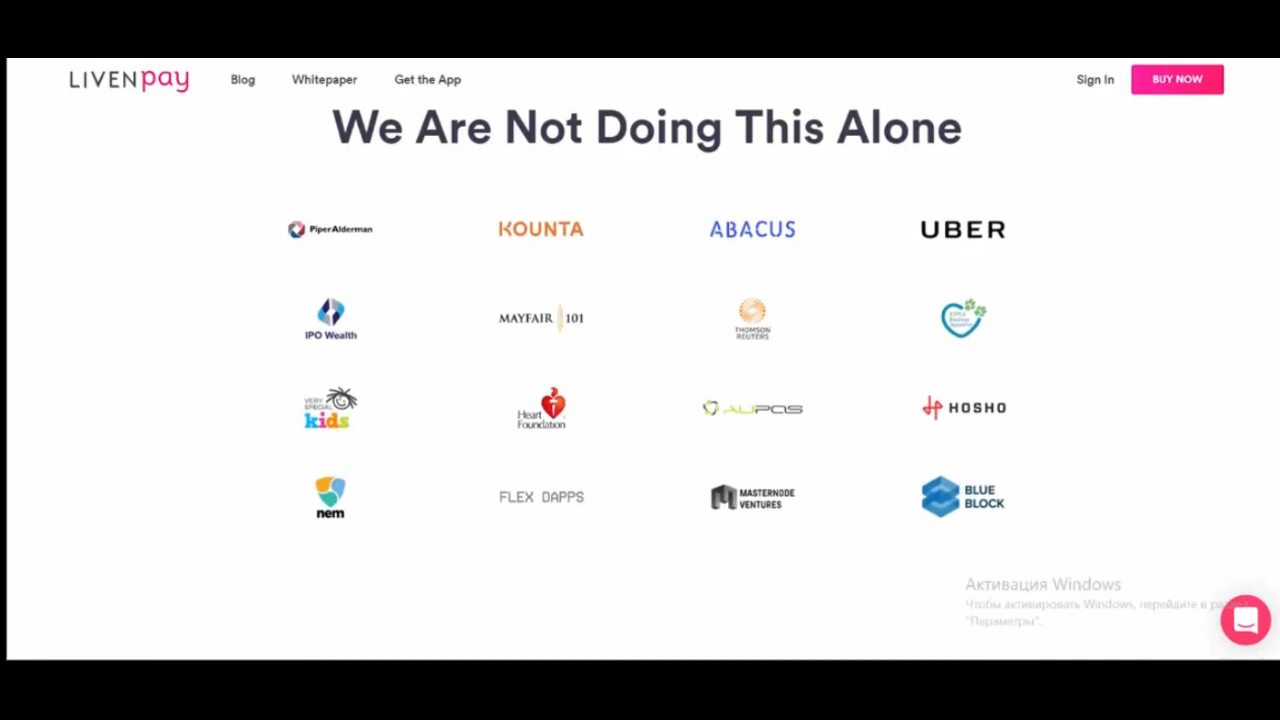 LIVENpay
Blog
Whitepaper
Get the App
Sign In
BUY NOW
We Are Not Doing This Alone
PiperAlderman
KOUNTA
ABACUS
UBER
IPO Wealth
MAYFAIR 101
THOMSON
REUTERS
VERY
SPECIAL
kids
Heart
Foundation
AUPOS
HOSHO
nem
FLEX DAPPS
MASTERNODE
VENTURES
BLUE
BLOCK
Активация Windows
Чтобы активировать Windows, перейдите в
"Параметры".